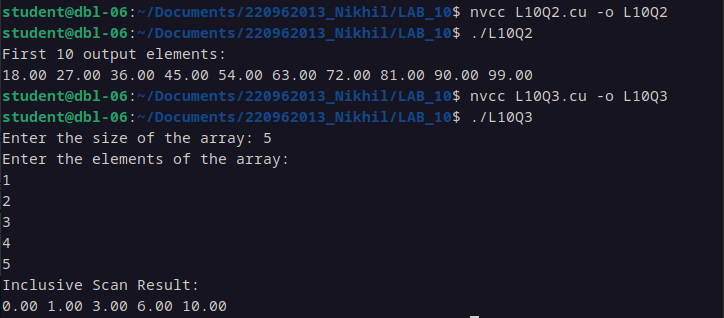 student@dbl-06:~/Documents/220962013_Nikhil/LAB_10$ nvcc L10Q2.cu -o L10Q2
student@dbl-06:~/Documents/220962013_Nikhil/LAB_10$ ./L10Q2
First 10 output elements:
18.00 27.00 36.00 45.00 54.00 63.00 72.00 81.00 90.00 99.00
student@dbl-06:~/Documents/220962013_Nikhil/LAB_10$ nvcc L10Q3.cu -o L10Q3
student@dbl-06:~/Documents/220962013_Nikhil/LAB_10$ ./L10Q3
Enter the size of the array: 5
Enter the elements of the array:
1
2
3
4
5
Inclusive Scan Result:
0.00 1.00 3.00 6.00 10.00